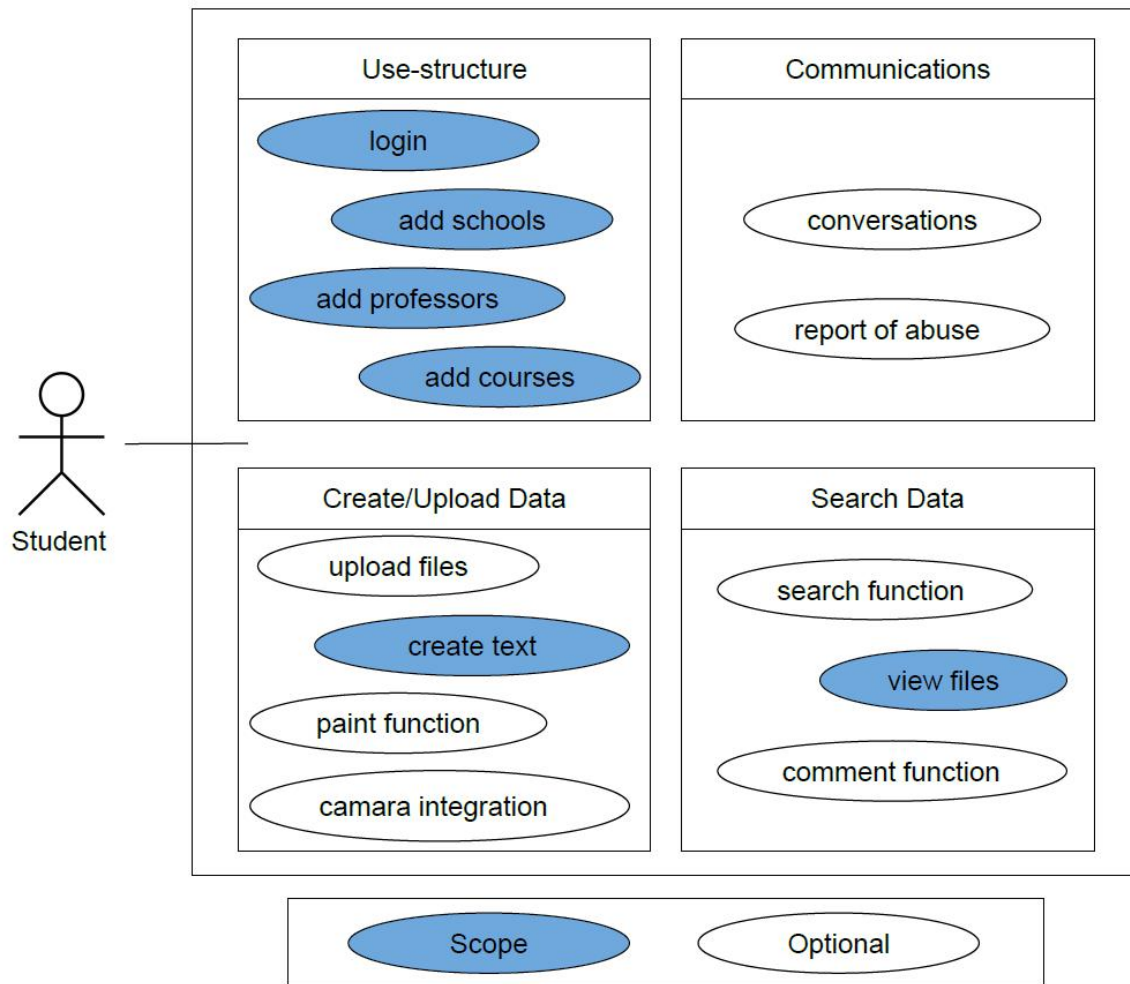 Use-structure
login
add schools
add professors
add courses
Communications
conversations
report of abuse
Student
Create/Upload Data
upload files
create text
paint function
camara integration
Search Data
search function
view files
comment function
Scope
Optional